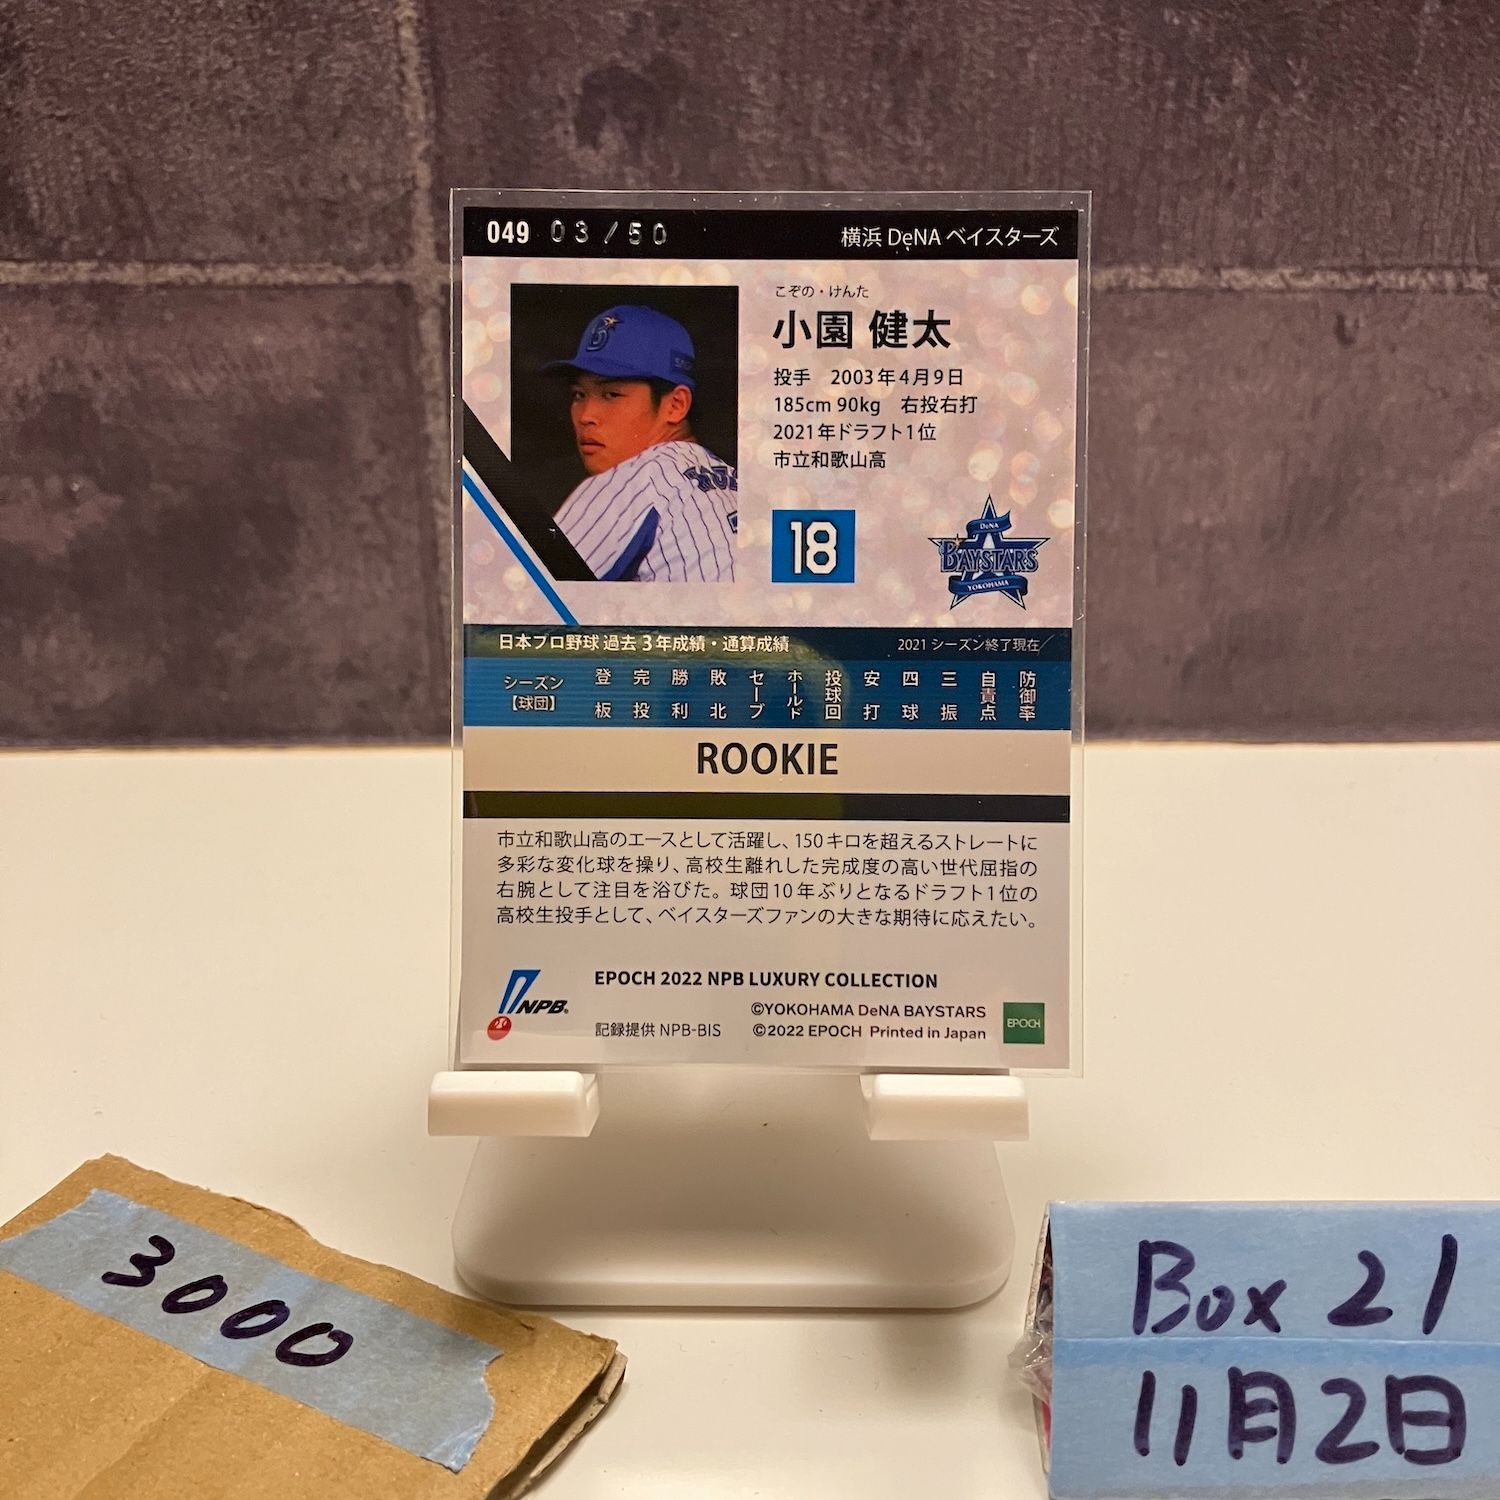 049 03/50 横浜 DeNA ベイスターズ
こぞの・けんた
小園 健太
投手 2003年4月9日
185cm 90kg 右投右打
2021年ドラフト1位
市立和歌山高
18
DeNA
BAYSTARS
YOKOHAMA
日本プロ野球 過去3年成績・通算成績 2021 シーズン終了現在
シーズン【球団】 登板 完投 勝利 敗北 セーブ ホールド 投球回 安打 四球 三振 自責点 防御率
ROOKIE
市立和歌山高のエースとして活躍し、150キロを超えるストレートに
多彩な変化球を操り、高校生離れした完成度の高い世代屈指の
右腕として注目を浴びた。球団10年ぶりとなるドラフト1位の
高校生投手として、ベイスターズファンの大きな期待に応えたい。
NPB
EPOCH 2022 NPB LUXURY COLLECTION
©YOKOHAMA DeNA BAYSTARS
記録提供 NPB-BIS ©2022 EPOCH Printed in Japan
EPOCH
3000
Box 21
11月2日